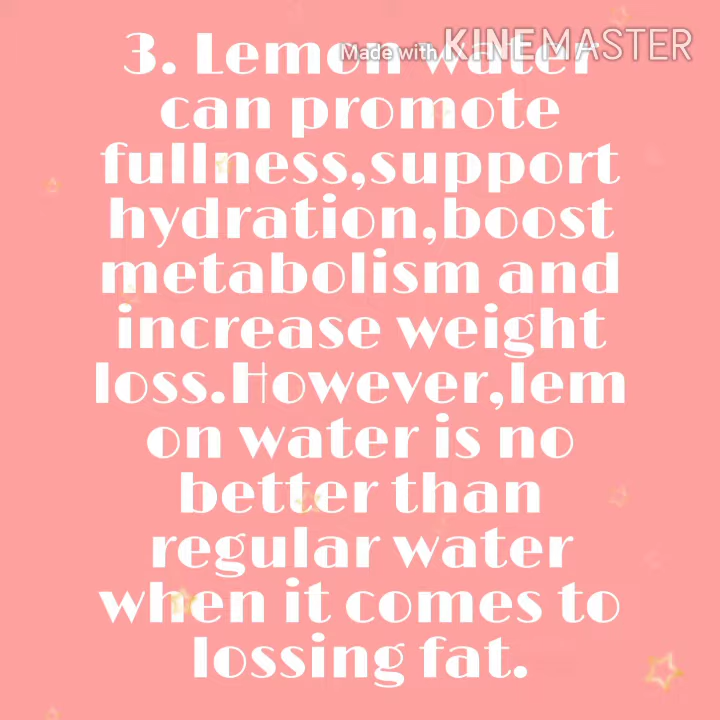 Made with KINEMASTER
3. Lemon water
can promote
fullness,support
hydration,boost
metabolism and
increase weight
loss.However,lem
on water is no
better than
regular water
when it comes to
lossing fat.